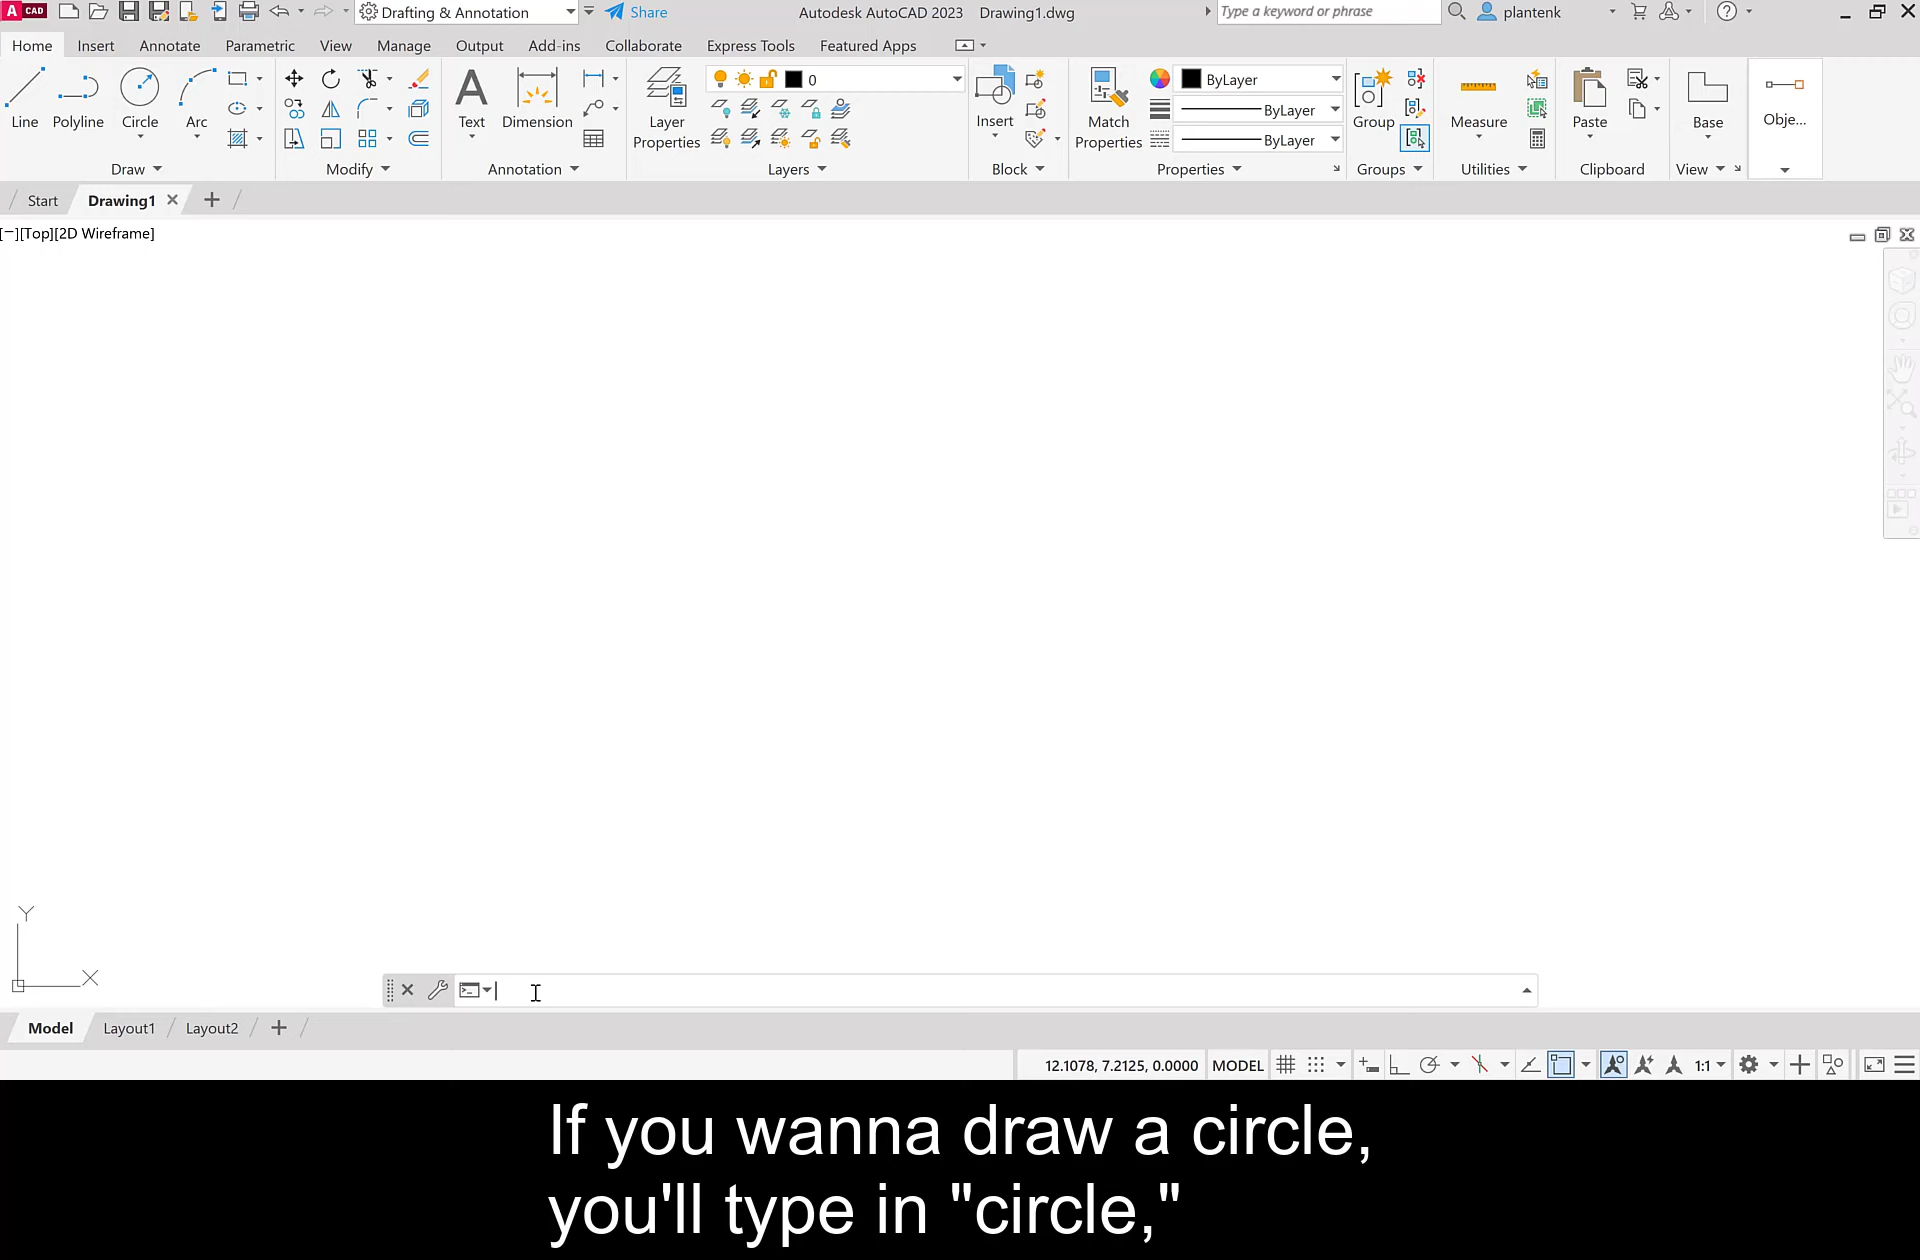 A CAD
Drafting & Annotation
Share
Autodesk AutoCAD 2023 Drawing1.dwg
Type a keyword or phrase
plantenk
Home Insert Annotate Parametric View Manage Output Add-ins Collaborate Express Tools Featured Apps
0
ByLayer
ByLayer
ByLayer
Line Polyline Circle Arc
Text Dimension
Layer
Properties
Insert
Match
Properties
Group
Measure
Paste
Base
Obje...
Draw Modify Annotation Layers Block Properties Groups Utilities Clipboard View
Start Drawing1
[−][Top][2D Wireframe]
Y
X
Model Layout1 Layout2
12.1078, 7.2125, 0.0000 MODEL 1:1
If you wanna draw a circle,
you'll type in "circle,"